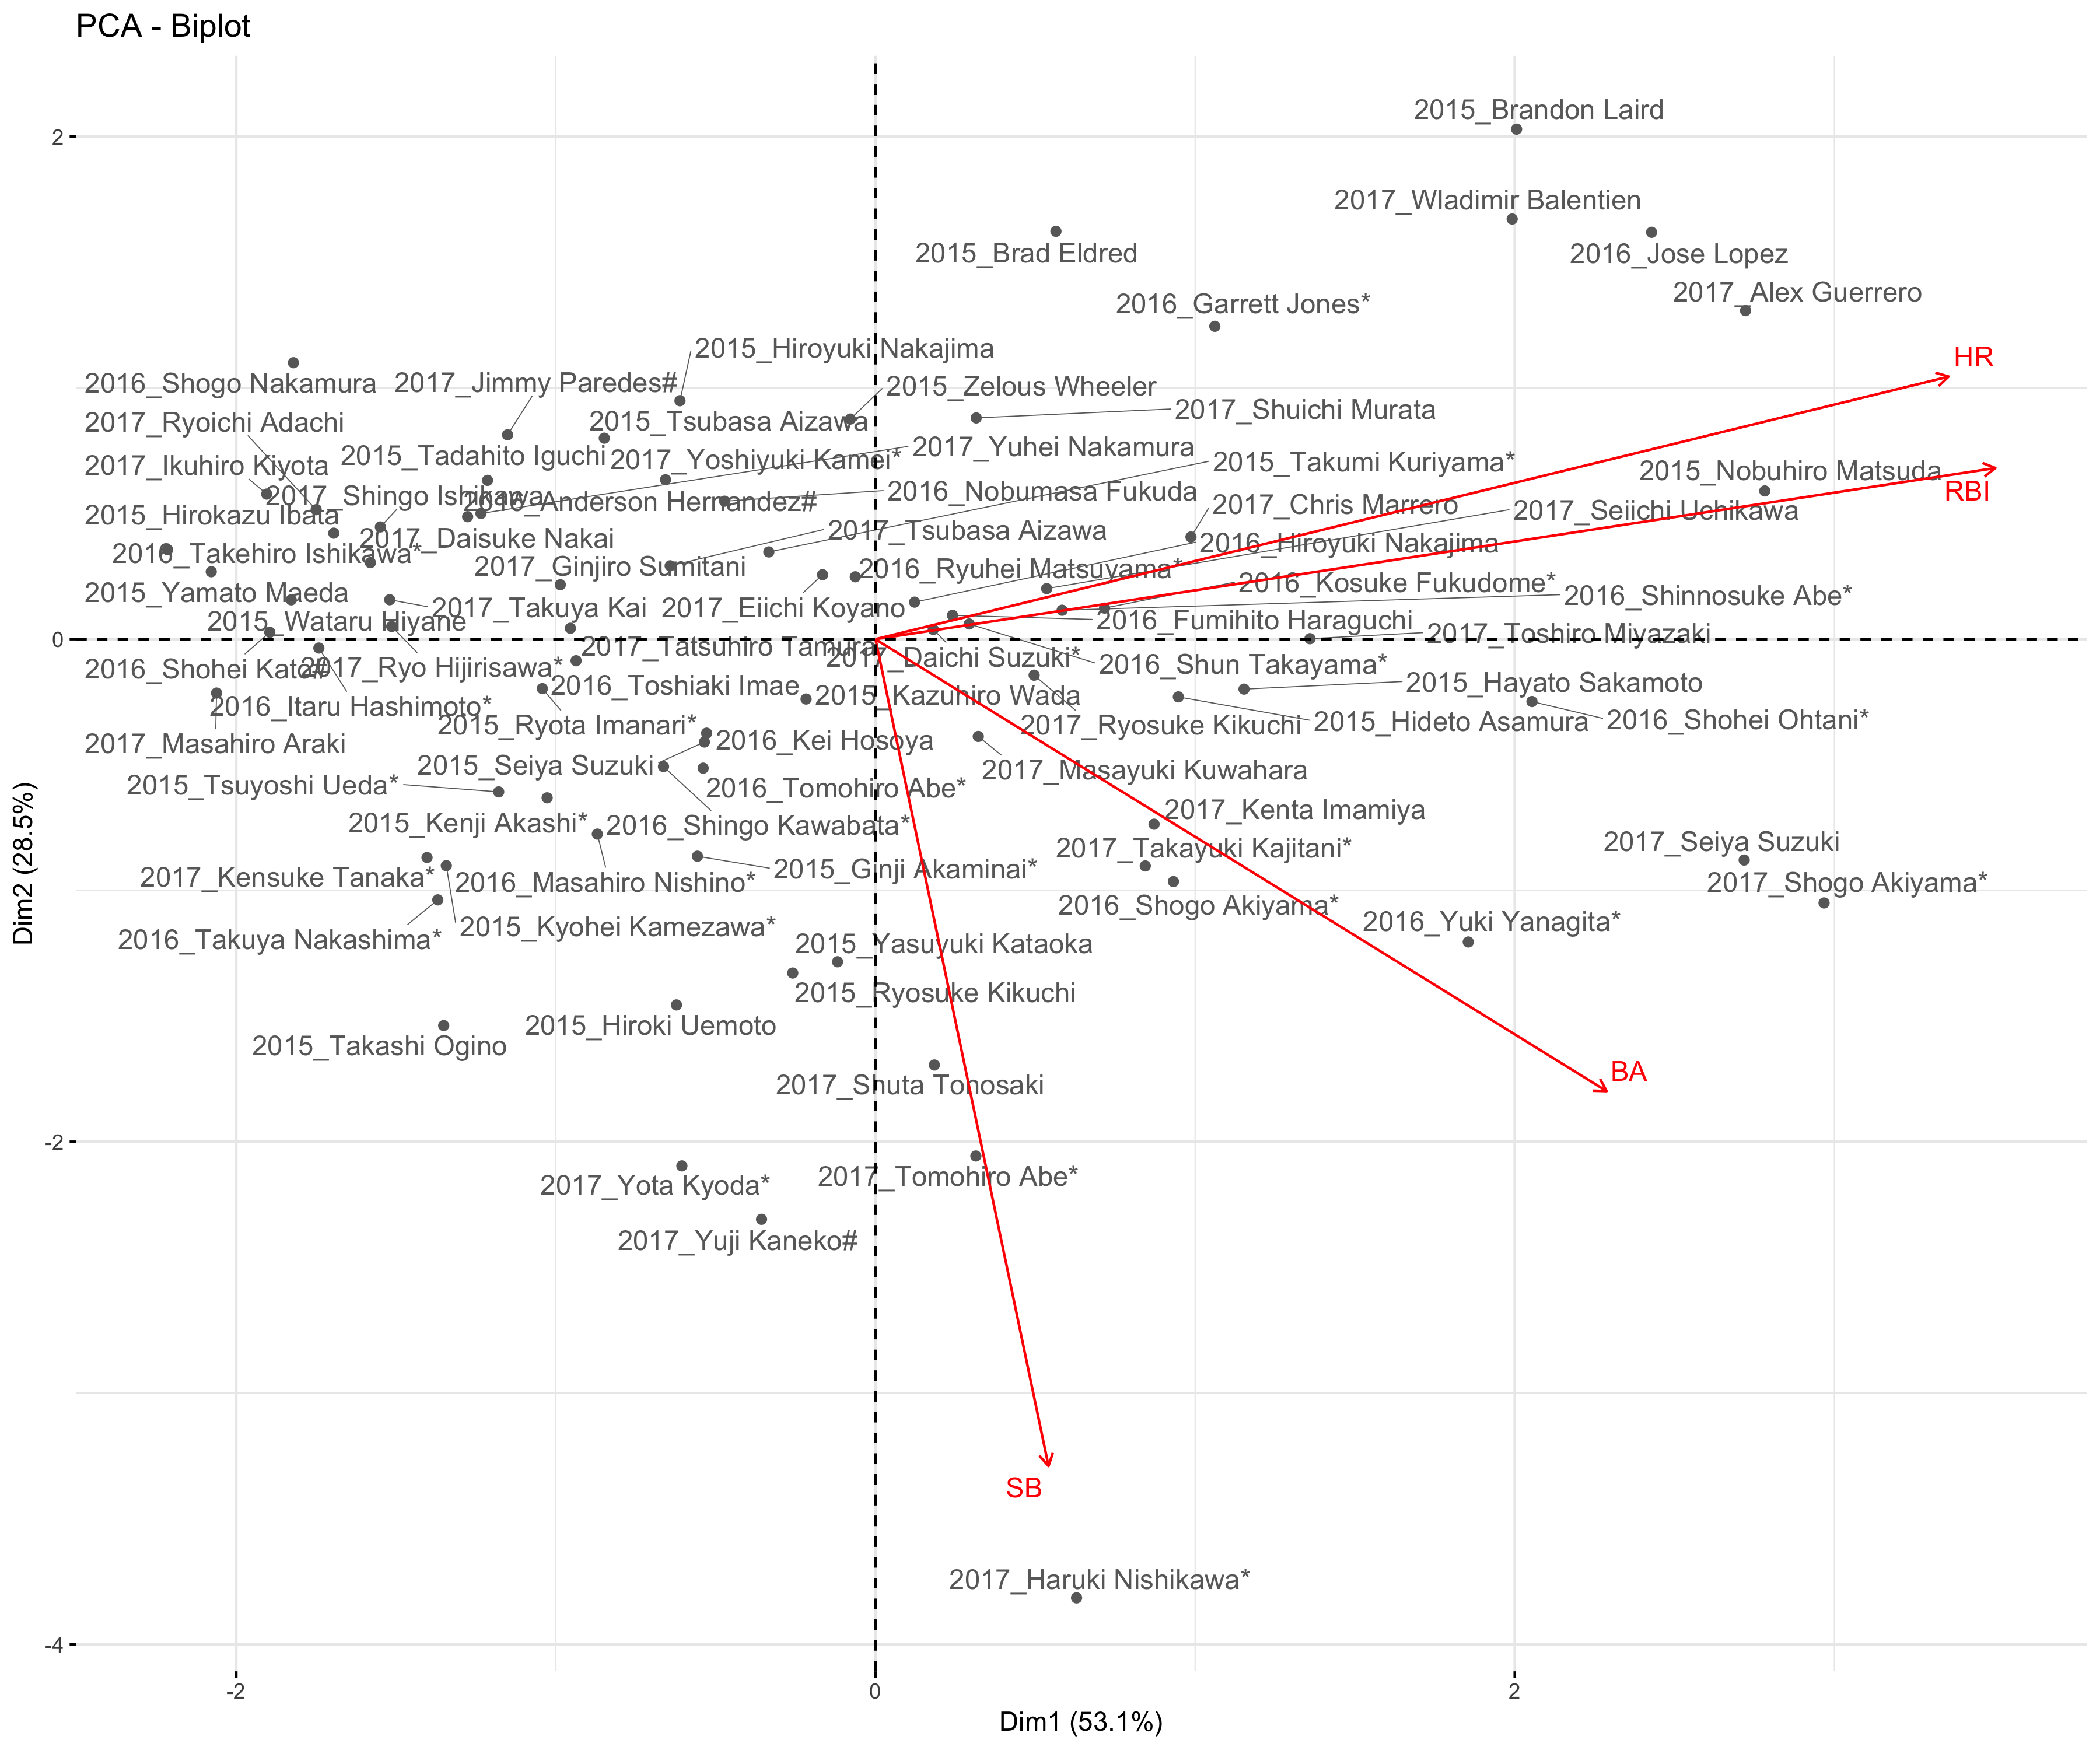 PCA - Biplot
2015_Brandon Laird
2
2017_Wladimir Balentien
2015_Brad Eldred
2016_Jose Lopez
2017_Alex Guerrero
2016_Garrett Jones*
2015_Hiroyuki Nakajima
HR
2016_Shogo Nakamura
2017_Jimmy Paredes#
2015_Zelous Wheeler
2017_Shuichi Murata
2017_Ryoichi Adachi
2015_Tsubasa Aizawa
2017_Yuhei Nakamura
2017_Ikuhiro Kiyota
2015_Tadahito Iguchi
2017_Yoshiyuki Kamei*
2015_Takumi Kuriyama*
2015_Nobuhiro Matsuda
RBI
2017_Shingo Ishikawa
2016_Anderson Hernandez#
2016_Nobumasa Fukuda
2017_Chris Marrero
2017_Seiichi Uchikawa
2015_Hirokazu Ibata
2017_Daisuke Nakai
2017_Tsubasa Aizawa
2016_Hiroyuki Nakajima
2016_Takehiro Ishikawa*
2017_Ginjiro Sumitani
2016_Ryuhei Matsuyama*
2016_Kosuke Fukudome*
2016_Shinnosuke Abe*
2015_Yamato Maeda
2017_Takuya Kai
2017_Eiichi Koyano
2016_Fumihito Haraguchi
2015_Wataru Hiyane
2017_Toshiro Miyazaki
0
2017_Tatsuhiro Tamura
2017_Daichi Suzuki*
2016_Shun Takayama*
2016_Shohei Kato#
2017_Ryo Hijirisawa*
2016_Toshiaki Imae
2015_Kazuhiro Wada
2015_Hayato Sakamoto
2016_Itaru Hashimoto*
2015_Ryota Imanari*
2017_Ryosuke Kikuchi
2015_Hideto Asamura
2016_Shohei Ohtani*
2017_Masahiro Araki
2016_Kei Hosoya
2015_Seiya Suzuki
2017_Masayuki Kuwahara
2015_Tsuyoshi Ueda*
2016_Tomohiro Abe*
2015_Kenji Akashi*
2016_Shingo Kawabata*
2017_Kenta Imamiya
2017_Takayuki Kajitani*
2017_Seiya Suzuki
2017_Kensuke Tanaka*
2016_Masahiro Nishino*
2015_Ginji Akaminai*
2017_Shogo Akiyama*
2016_Shogo Akiyama*
2016_Takuya Nakashima*
2015_Kyohei Kamezawa*
2016_Yuki Yanagita*
2015_Yasuyuki Kataoka
2015_Ryosuke Kikuchi
2015_Hiroki Uemoto
2015_Takashi Ogino
2017_Shuta Tonosaki
BA
-2
2017_Yota Kyoda*
2017_Tomohiro Abe*
2017_Yuji Kaneko#
SB
2017_Haruki Nishikawa*
-4
-2
0
2
Dim1 (53.1%)
Dim2 (28.5%)